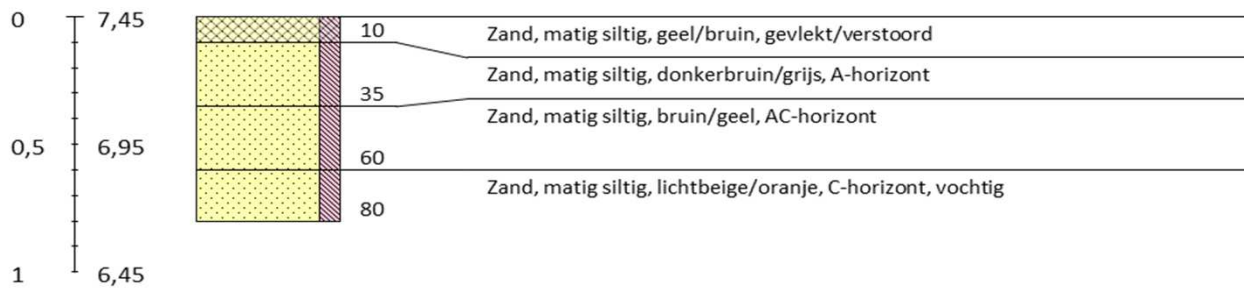 0 7,45
10 Zand, matig siltig, geel/bruin, gevlekt/verstoord
Zand, matig siltig, donkerbruin/grijs, A-horizont
35
Zand, matig siltig, bruin/geel, AC-horizont
0,5 6,95
60
Zand, matig siltig, lichtbeige/oranje, C-horizont, vochtig
80
1 6,45